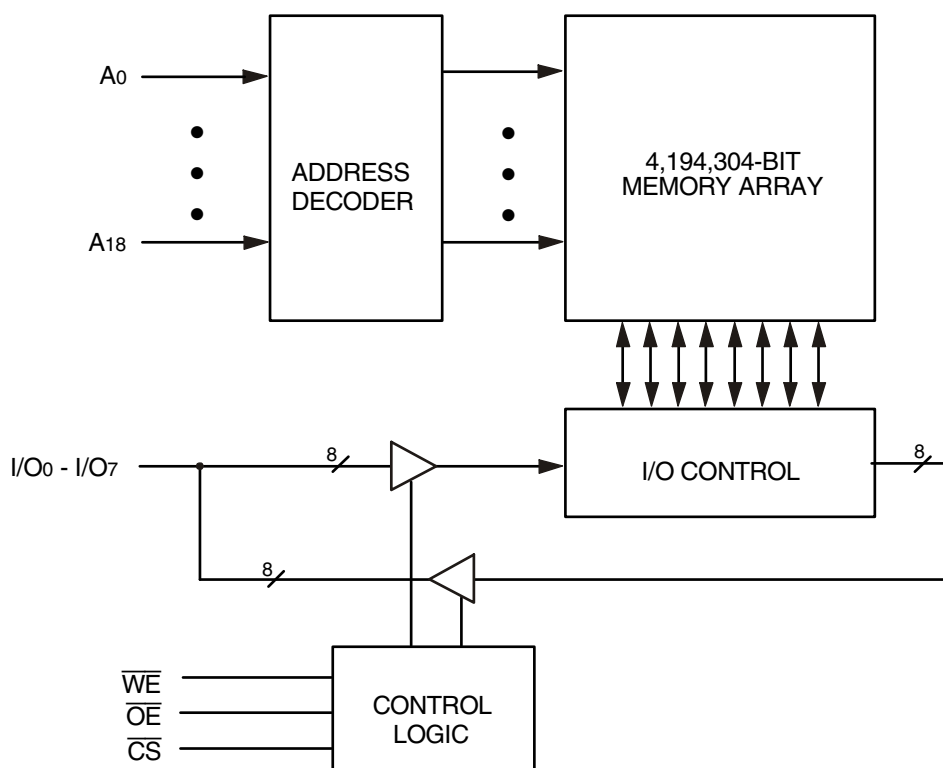 A0
ADDRESS
DECODER
A18
4,194,304-BIT
MEMORY ARRAY
I/O0 - I/O7
8
I/O CONTROL
8
8
WE
OE
CS
CONTROL
LOGIC